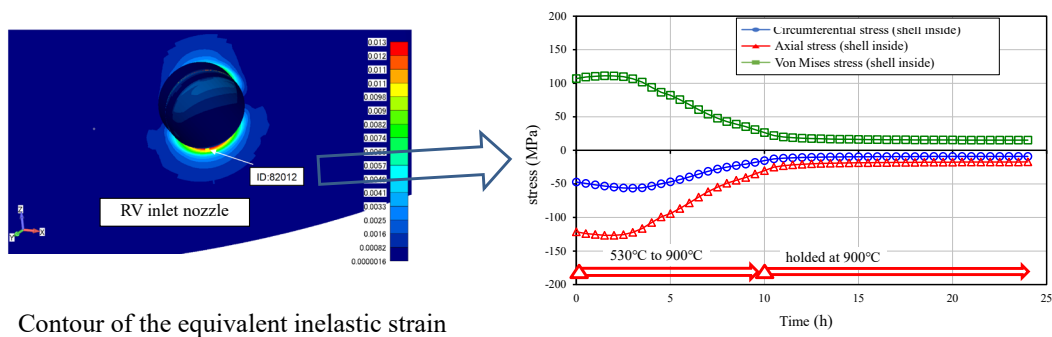 0.013
0.012
0.011
0.0098
0.009
0.0082
0.0074
0.0065
0.0057
0.0049
0.0041
0.0033
0.0025
0.0016
0.00082
0.0000016
ID:82012
RV inlet nozzle
Z
Y
X
Contour of the equivalent inelastic strain
Circumferential stress (shell inside)
Axial stress (shell inside)
Von Mises stress (shell inside)
stress (MPa)
200
150
100
50
0
-50
-100
-150
-200
530℃ to 900℃
holded at 900℃
0
5
10
15
20
25
Time (h)